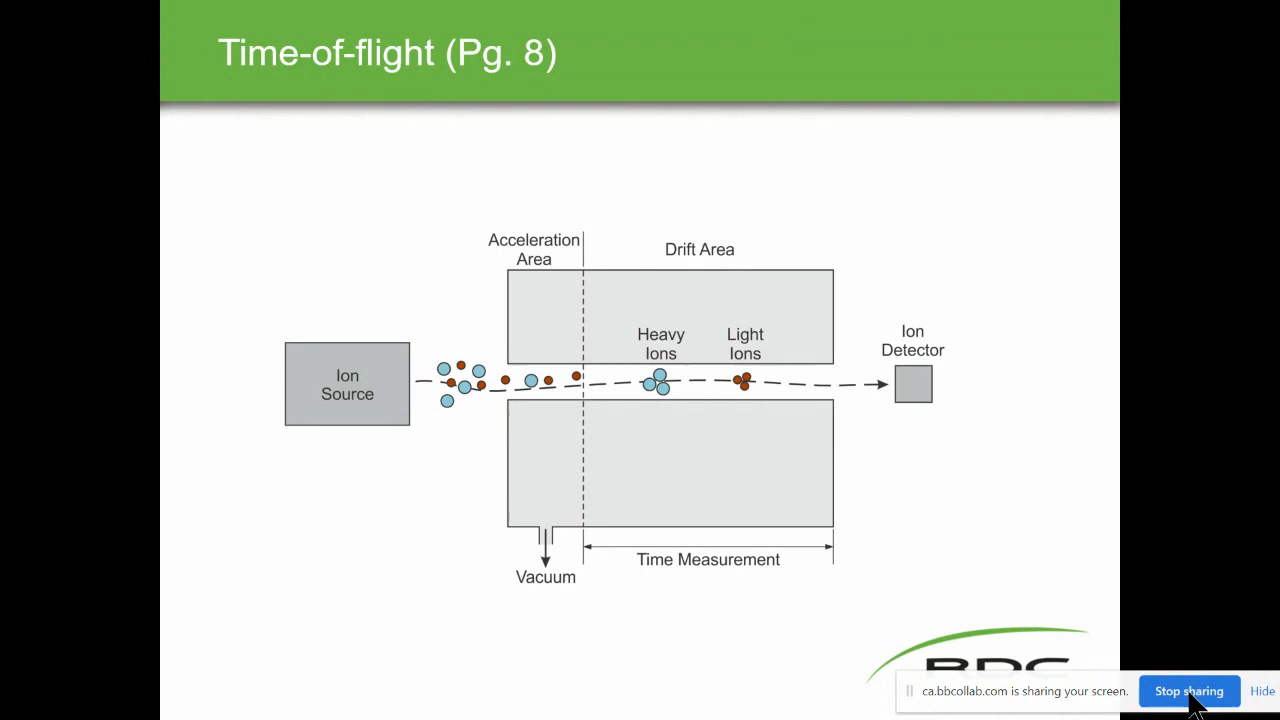 Time-of-flight (Pg. 8)
Acceleration
Area
Drift Area
Heavy
Ions
Light
Ions
Ion
Detector
Ion
Source
Time Measurement
Vacuum
RDC
ca.bbcollab.com is sharing your screen.
Stop sharing
Hide